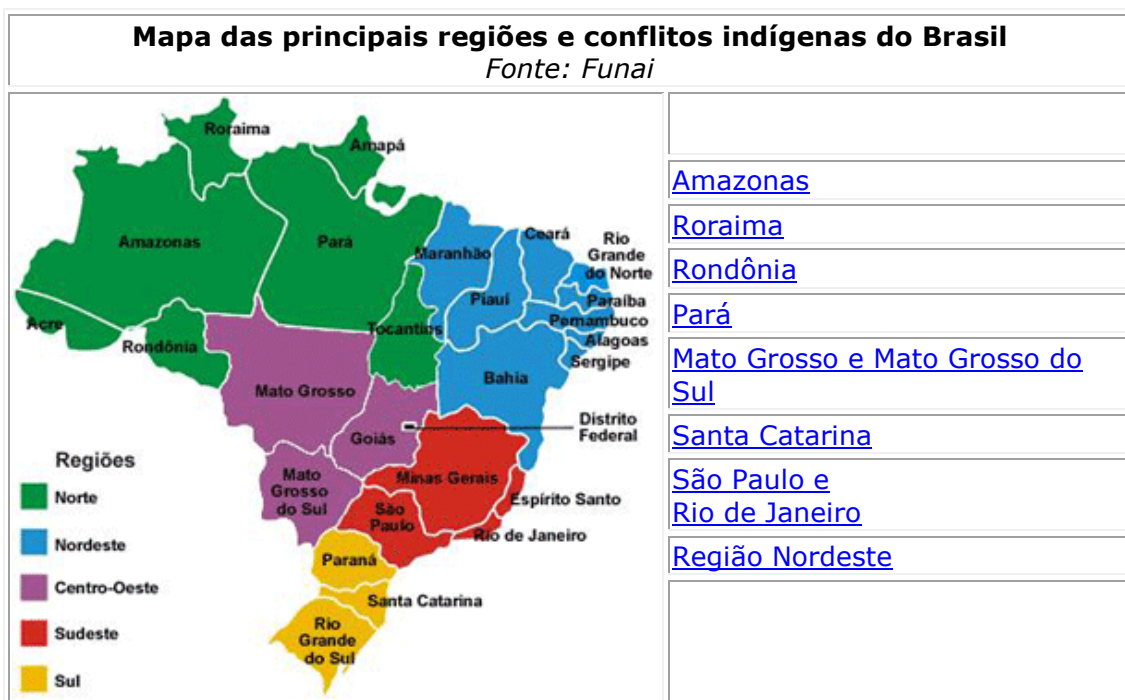 Mapa das principais regiões e conflitos indígenas do Brasil
Fonte: Funai
Roraima
Amapá
Amazonas
Pará
Maranhão
Ceará
Rio
Grande
do Norte
Piauí
Paraíba
Pernambuco
Acre
Rondônia
Tocantins
Alagoas
Sergipe
Mato Grosso
Bahia
Goiás
Distrito
Federal
Mato
Grosso
do Sul
Minas Gerais
Espírito Santo
São
Paulo
Rio de Janeiro
Paraná
Santa Catarina
Rio
Grande
do Sul
Regiões
Norte
Nordeste
Centro-Oeste
Sudeste
Sul
Amazonas
Roraima
Rondônia
Pará
Mato Grosso e Mato Grosso do
Sul
Santa Catarina
São Paulo e
Rio de Janeiro
Região Nordeste